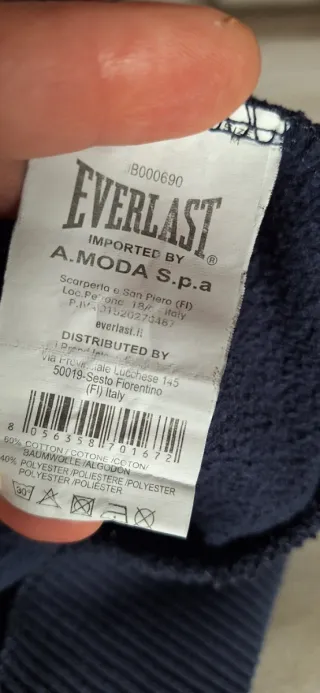 B000690
EVERLAST®
IMPORTED BY
A.MODA S.p.a
Scarperia e San Piero (FI)
Loc. Italy
everlast.it
DISTRIBUTED BY
Via Lucchese 145
50019-Sesto Fiorentino
(FI) Italy
8 056358 701672
60% COTTON/COTONE/COTON/
BAUMWOLLE/ALGODON
40% POLYESTER/POLIESTERE/POLYESTER
POLYESTER/POLIESTER
30°